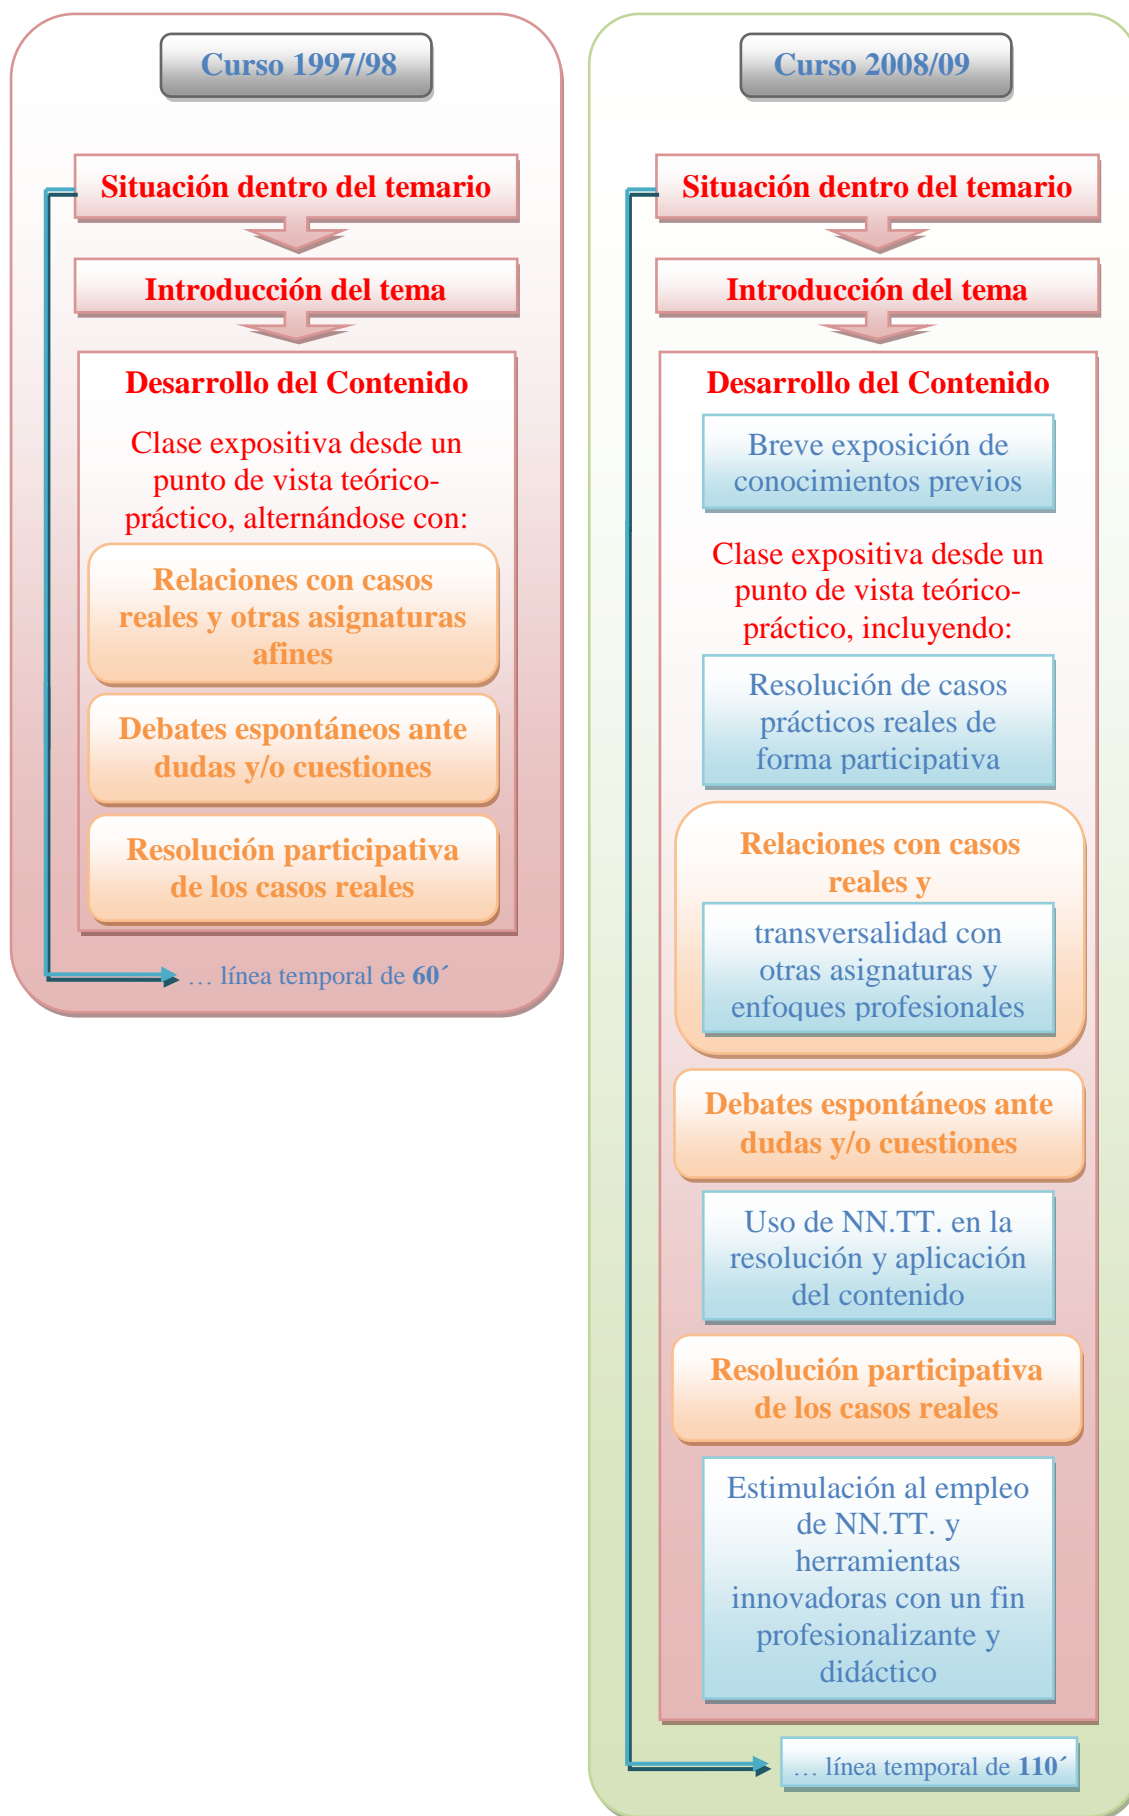 Curso 1997/98
Situación dentro del temario
Introducción del tema
Desarrollo del Contenido
Clase expositiva desde un
punto de vista teórico-
práctico, alternándose con:
Relaciones con casos
reales y otras asignaturas
afines
Debates espontáneos ante
dudas y/o cuestiones
Resolución participativa
de los casos reales
… línea temporal de 60´
Curso 2008/09
Situación dentro del temario
Introducción del tema
Desarrollo del Contenido
Breve exposición de
conocimientos previos
Clase expositiva desde un
punto de vista teórico-
práctico, incluyendo:
Resolución de casos
prácticos reales de
forma participativa
Relaciones con casos
reales y
transversalidad con
otras asignaturas y
enfoques profesionales
Debates espontáneos ante
dudas y/o cuestiones
Uso de NN.TT. en la
resolución y aplicación
del contenido
Resolución participativa
de los casos reales
Estimulación al empleo
de NN.TT. y
herramientas
innovadoras con un fin
profesionalizante y
didáctico
… línea temporal de 110´